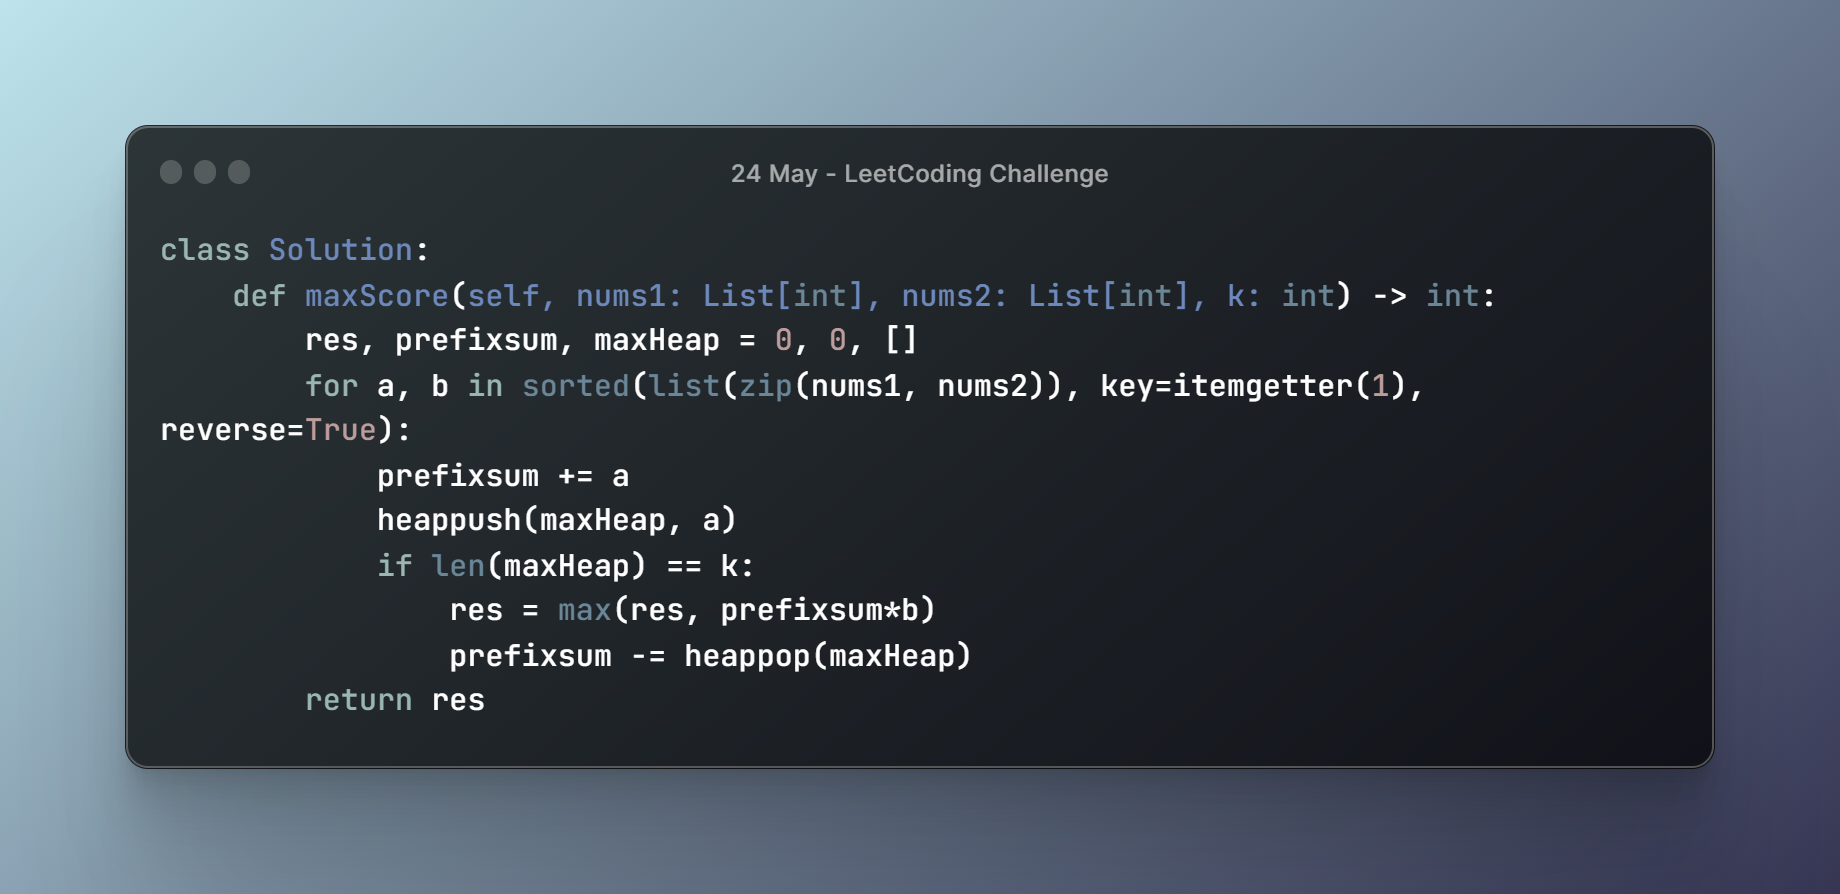 24 May - LeetCoding Challenge
class Solution:
    def maxScore(self, nums1: List[int], nums2: List[int], k: int) -> int:
        res, prefixsum, maxHeap = 0, 0, []
        for a, b in sorted(list(zip(nums1, nums2)), key=itemgetter(1),
reverse=True):
            prefixsum += a
            heappush(maxHeap, a)
            if len(maxHeap) == k:
                res = max(res, prefixsum*b)
                prefixsum -= heappop(maxHeap)
        return res